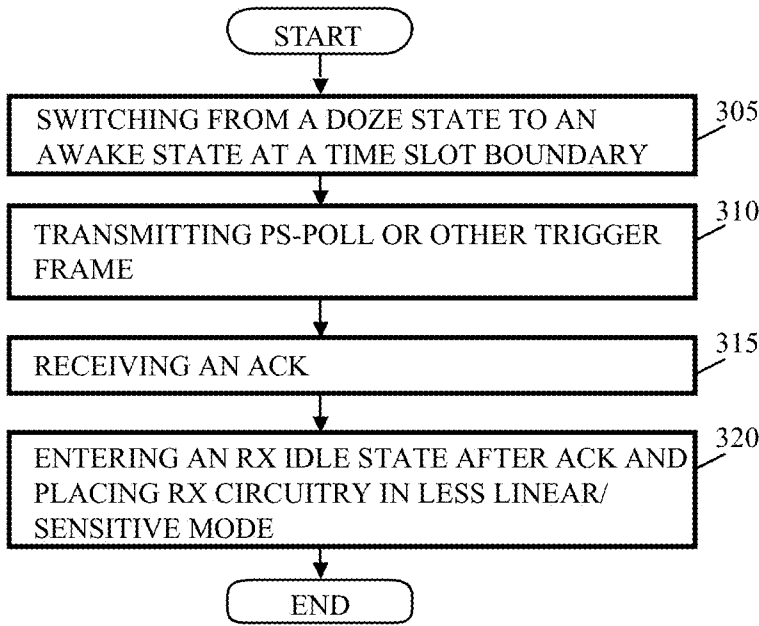 START
SWITCHING FROM A DOZE STATE TO AN
AWAKE STATE AT A TIME SLOT BOUNDARY
305
TRANSMITTING PS-POLL OR OTHER TRIGGER
FRAME
310
RECEIVING AN ACK
315
ENTERING AN RX IDLE STATE AFTER ACK AND
PLACING RX CIRCUITRY IN LESS LINEAR/
SENSITIVE MODE
320
END